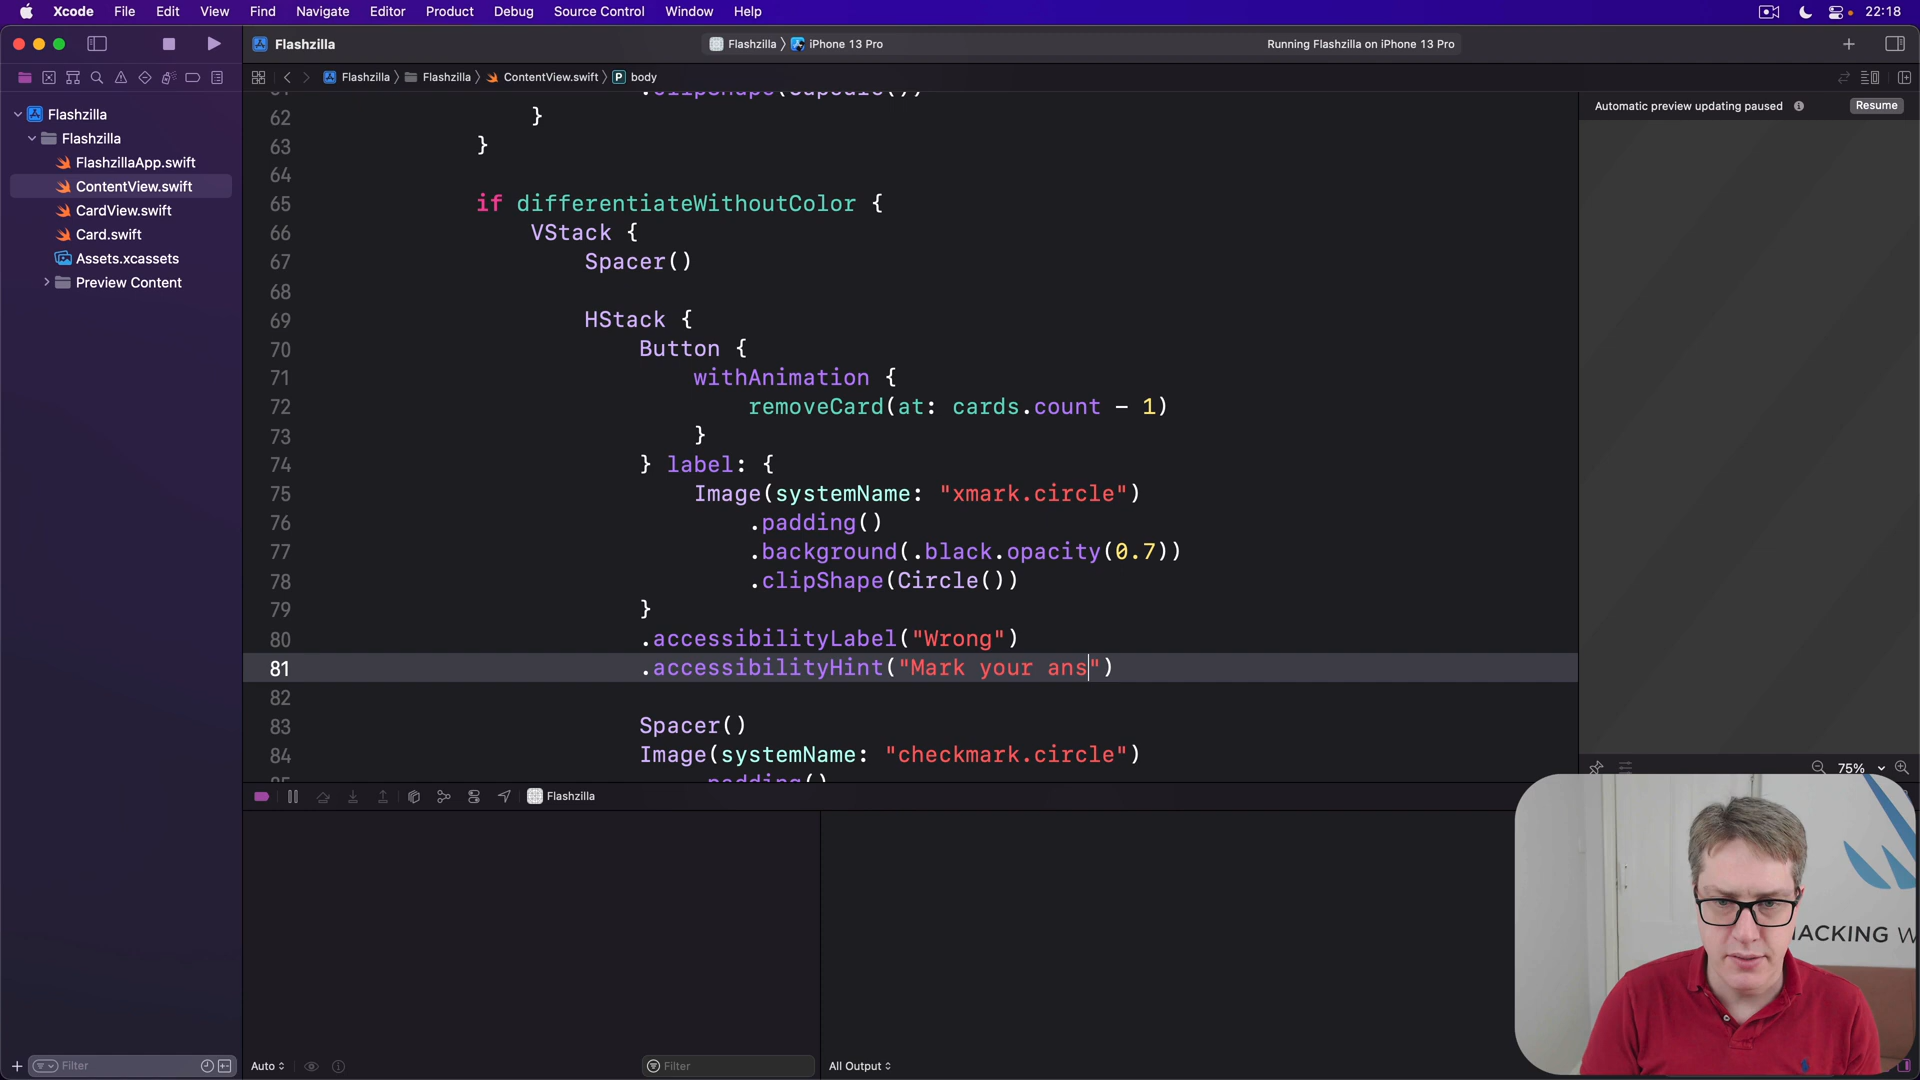 Xcode File Edit View Find Navigate Editor Product Debug Source Control Window Help 22:18
Flashzilla Flashzilla iPhone 13 Pro Running Flashzilla on iPhone 13 Pro
Flashzilla Flashzilla ContentView.swift P body
Automatic preview updating paused Resume
Flashzilla
Flashzilla
FlashzillaApp.swift
ContentView.swift
CardView.swift
Card.swift
Assets.xcassets
Preview Content
61 .clipShape(Capsule())
62 }
63 }
64
65 if differentiateWithoutColor {
66 VStack {
67 Spacer()
68
69 HStack {
70 Button {
71 withAnimation {
72 removeCard(at: cards.count - 1)
73 }
74 } label: {
75 Image(systemName: "xmark.circle")
76 .padding()
77 .background(.black.opacity(0.7))
78 .clipShape(Circle())
79 }
80 .accessibilityLabel("Wrong")
81 .accessibilityHint("Mark your ans")
82
83 Spacer()
84 Image(systemName: "checkmark.circle")
85 .padding()
75%
Flashzilla
HACKING W
Filter
Auto
Filter
All Output